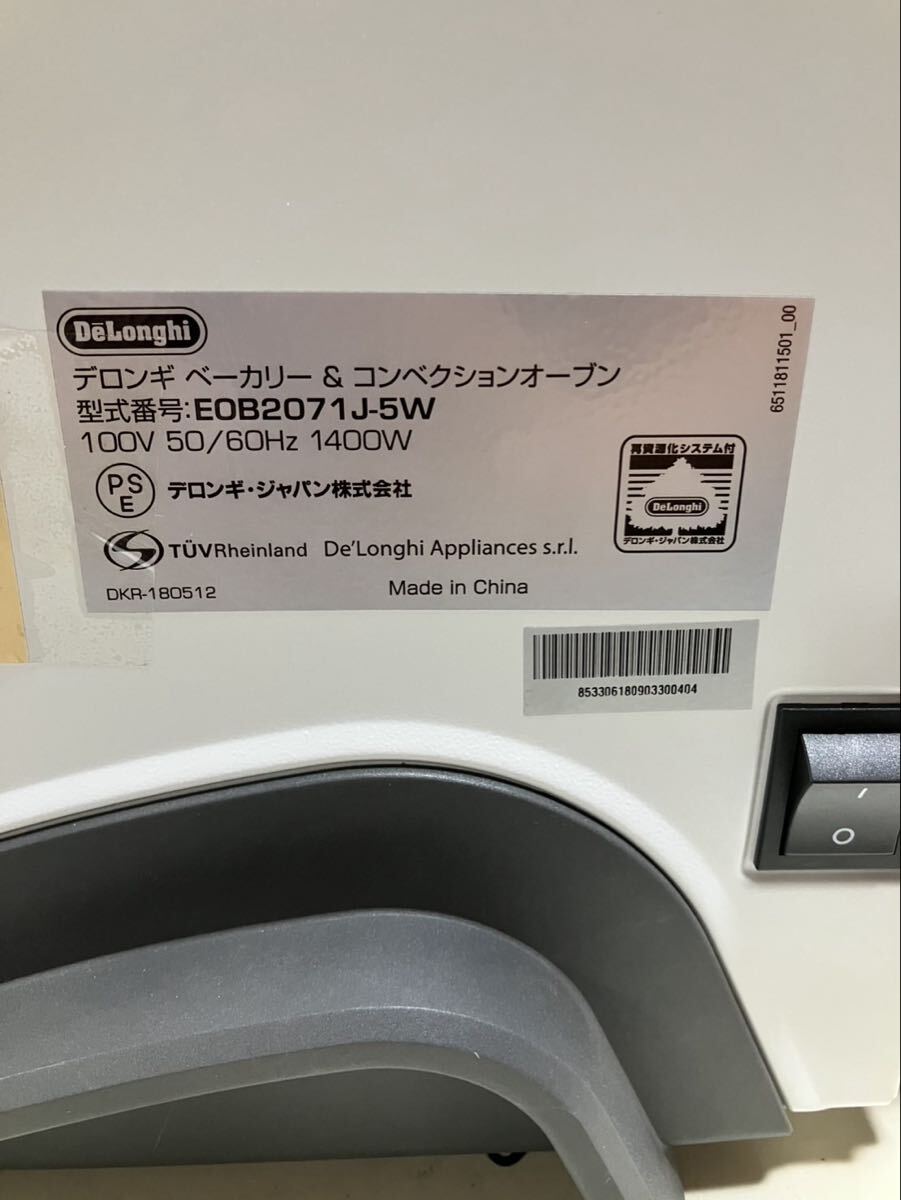 DeLonghi
デロンギ ベーカリー & コンベクションオーブン
型式番号:EOB2071J-5W
100V 50/60Hz 1400W
PS
E
デロンギ・ジャパン株式会社
TÜVRheinland De'Longhi Appliances s.r.l.
DKR-180512 Made in China
6511811501_00
再資源化システム付
DeLonghi
デロンギ・ジャパン株式会社
853306180903300404